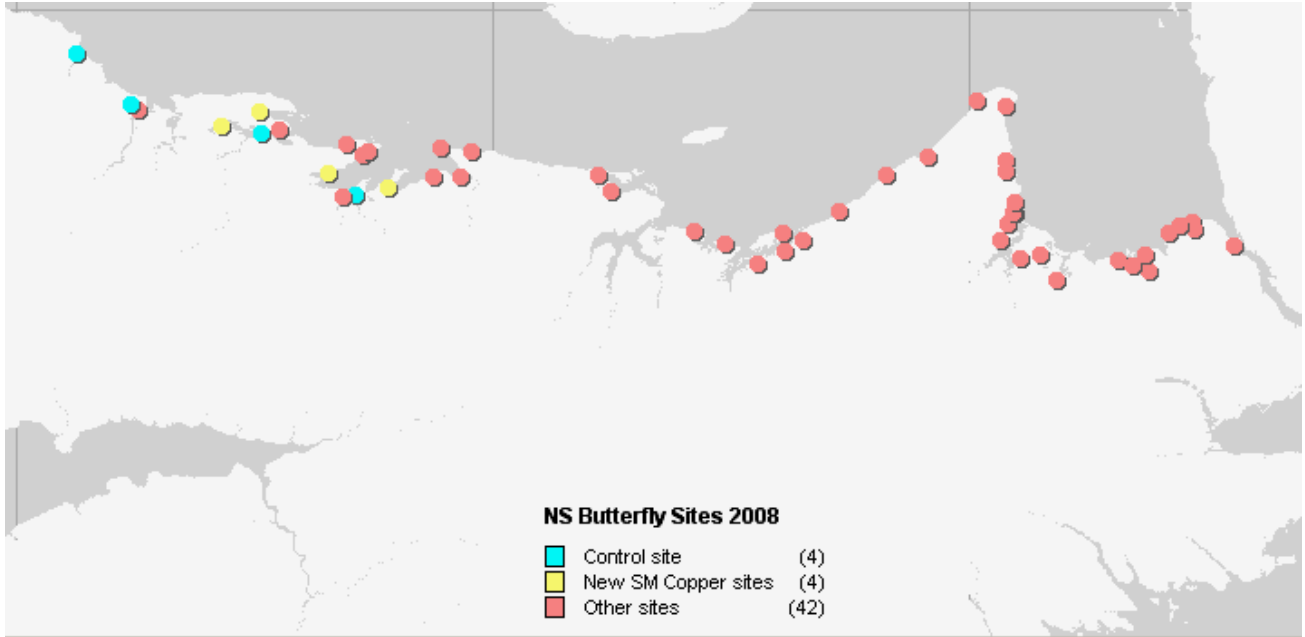 NS Butterfly Sites 2008
Control site (4)
New SM Copper sites (4)
Other sites (42)